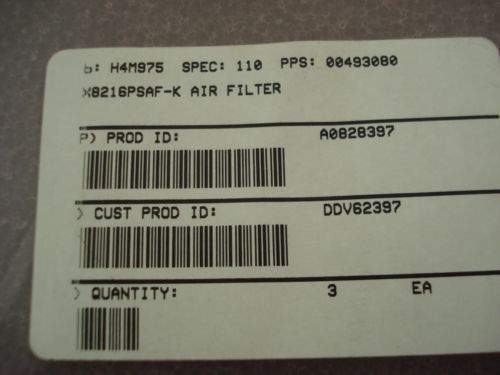 b: H4M975 SPEC: 110 PPS: 00493080
X8216PSAF-K AIR FILTER
P) PROD ID: A0828397
) CUST PROD ID: DDV62397
) QUANTITY: 3 EA